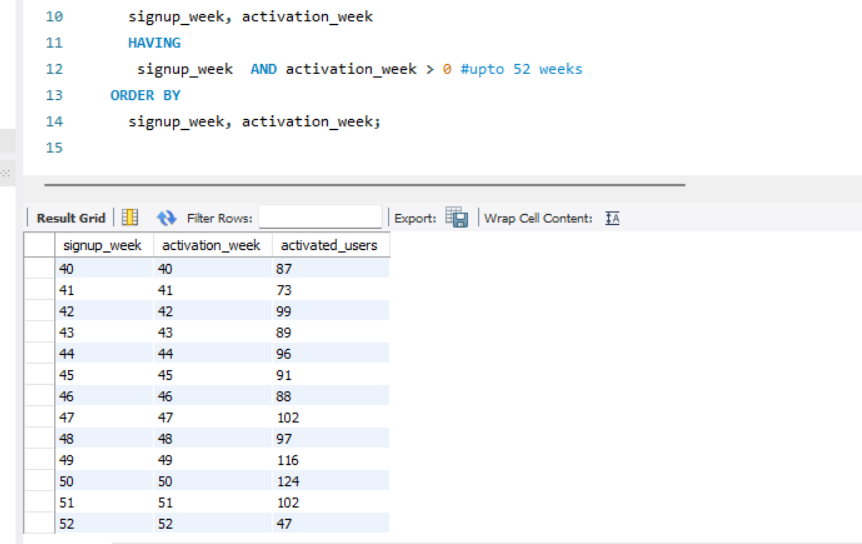 10 signup_week, activation_week
11 HAVING
12 signup_week AND activation_week > 0 #upto 52 weeks
13 ORDER BY
14 signup_week, activation_week;
15
Result Grid Filter Rows: Export: Wrap Cell Content:
signup_week activation_week activated_users
40 40 87
41 41 73
42 42 99
43 43 89
44 44 96
45 45 91
46 46 88
47 47 102
48 48 97
49 49 116
50 50 124
51 51 102
52 52 47